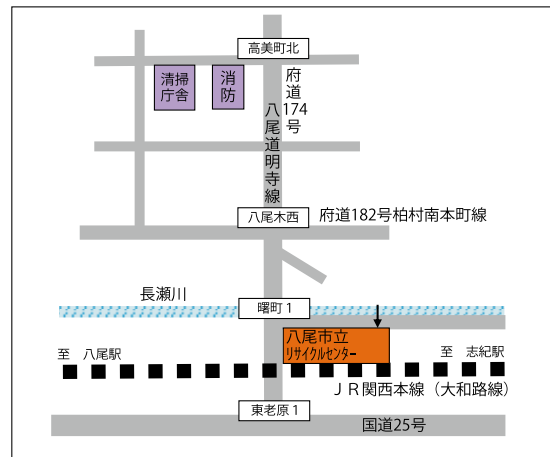 高美町北
清掃
庁舎
消防
府道174号
八尾道明寺線
八尾木西
府道182号柏村南本町線
長瀬川
曙町1
八尾市立
リサイクルセンター
至 八尾駅
至 志紀駅
JR関西本線(大和路線)
東老原1
国道25号